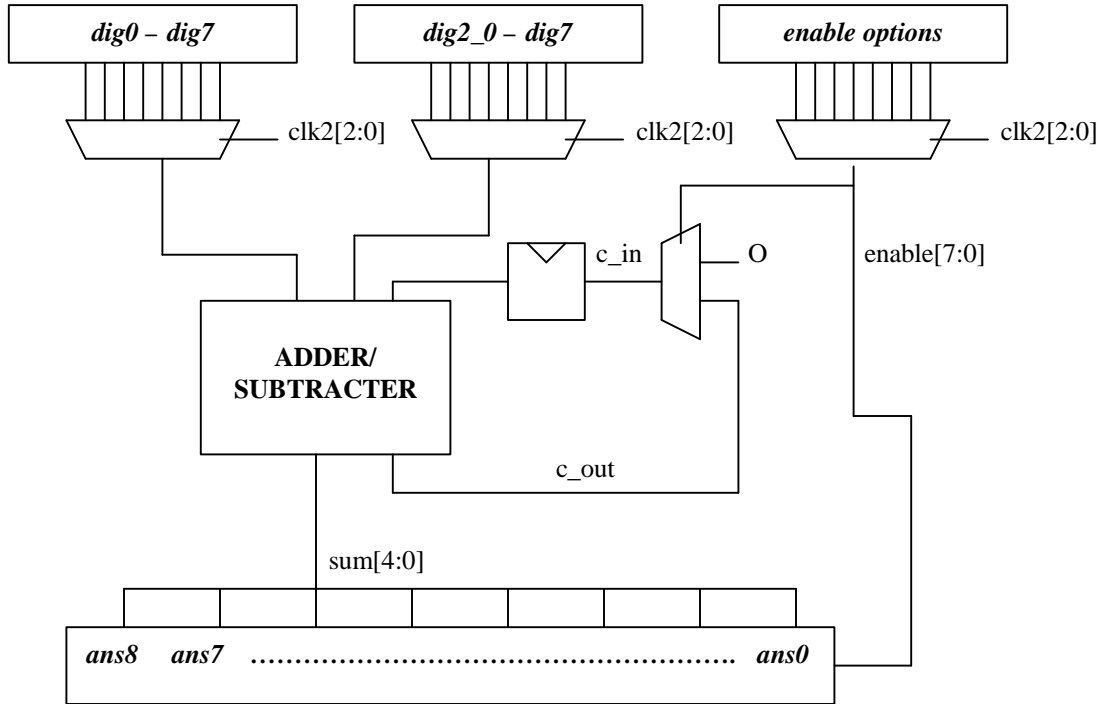 dig0 – dig7
dig2_0 – dig7
enable options
clk2[2:0]
clk2[2:0]
clk2[2:0]
c_in
O
enable[7:0]
ADDER/
SUBTRACTER
c_out
sum[4:0]
ans8 ans7 ………………………………………………. ans0